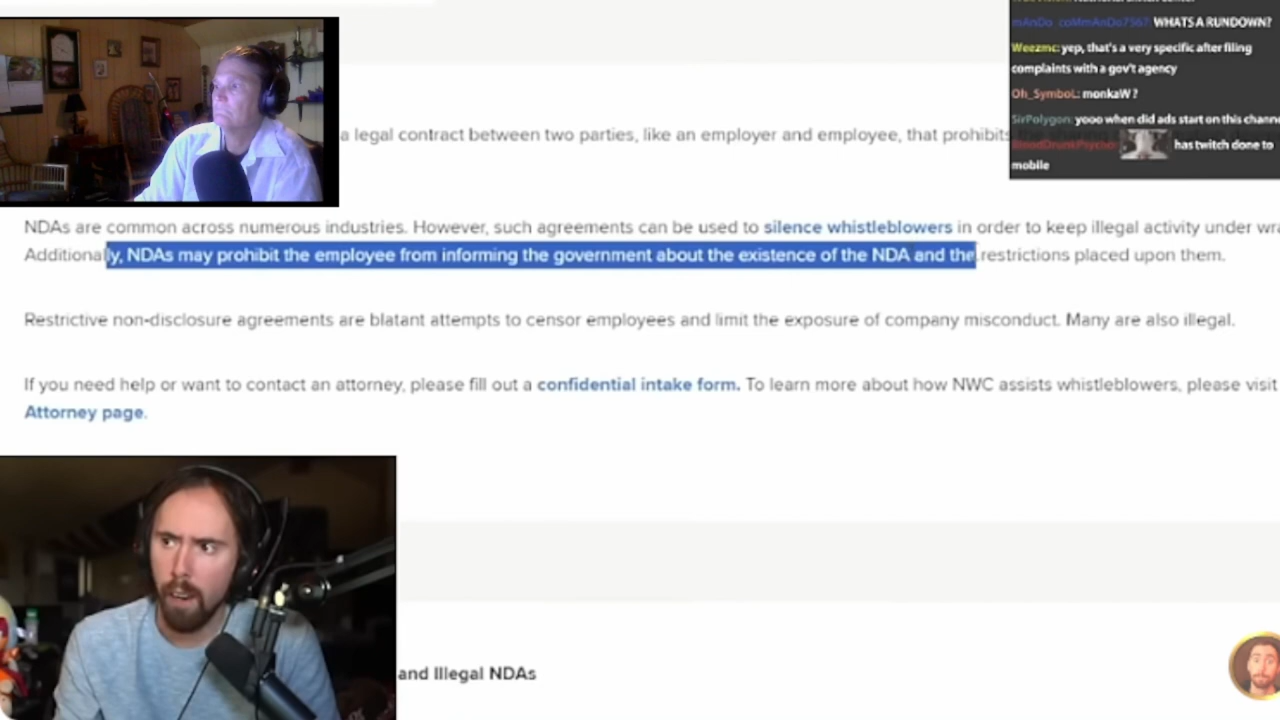 WHATS A RUNDOWN?
Weezmc: yep, that's a very specific after filing
complaints with a gov't agency
Oh_Symbol: monkaW ?
SirPolygon: yooo when did ads start on this channe
has twitch done to
mobile
a legal contract between two parties, like an employer and employee, that prohibits
NDAs are common across numerous industries. However, such agreements can be used to silence whistleblowers in order to keep illegal activity under wra
Additionally, NDAs may prohibit the employee from informing the government about the existence of the NDA and the restrictions placed upon them.
Restrictive non-disclosure agreements are blatant attempts to censor employees and limit the exposure of company misconduct. Many are also illegal.
If you need help or want to contact an attorney, please fill out a confidential intake form. To learn more about how NWC assists whistleblowers, please visit
Attorney page.
and Illegal NDAs